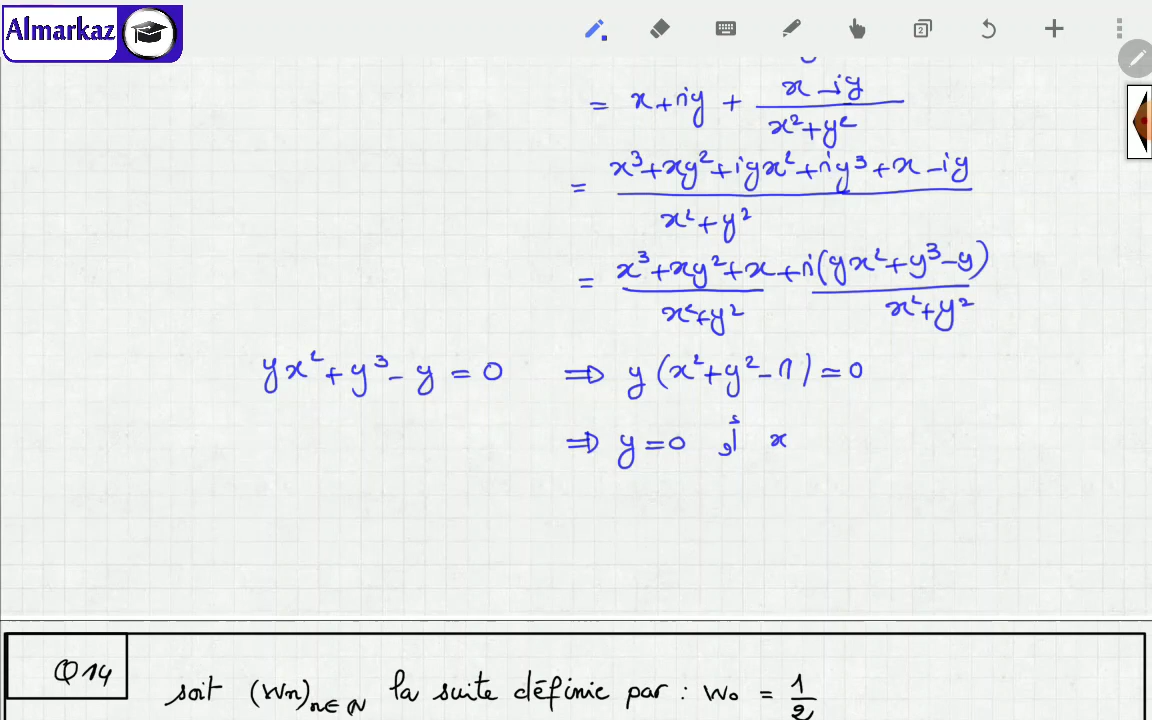 Almarkaz
= x+iy + (x-iy)/(x²+y²)
= (x³+xy²+iyx²+iy³+x-iy)/(x²+y²)
= (x³+xy²+x)/(x²+y²) + i(yx²+y³-y)/(x²+y²)
yx²+y³-y=0 ⇒ y(x²+y²-1)=0
⇒ y=0 أو x
Q14
soit (Wn)n∈ℕ la suite définie par : W₀ = 1/2